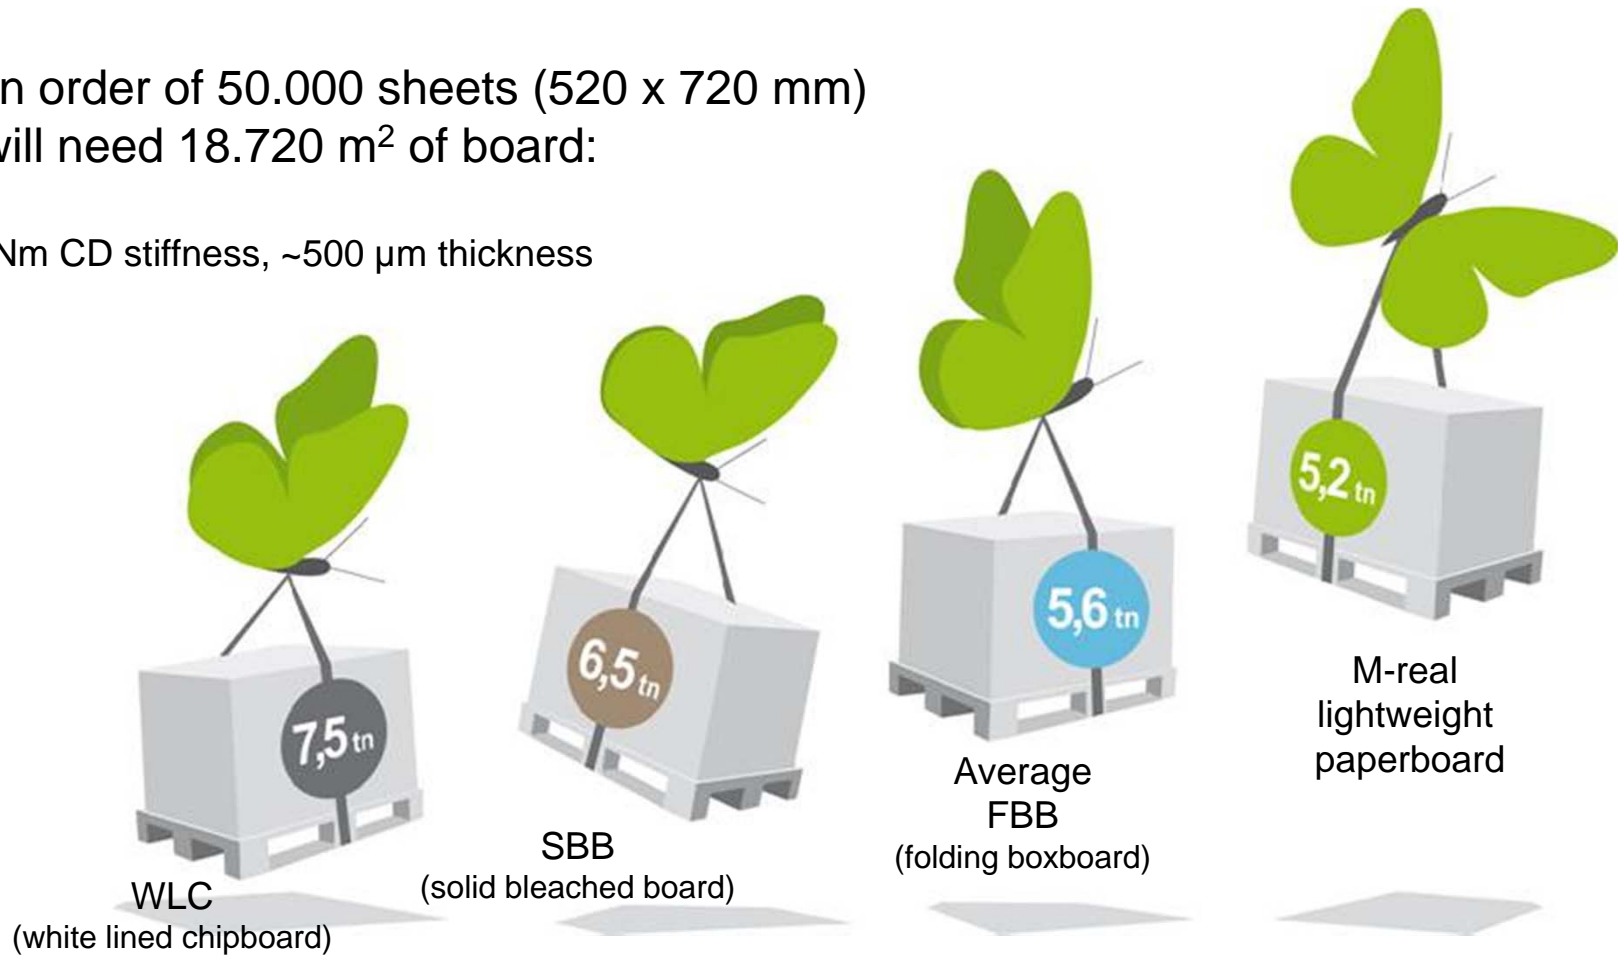 n order of 50.000 sheets (520 x 720 mm)
will need 18.720 m² of board:
Nm CD stiffness, ~500 µm thickness
7,5 tn
6,5 tn
5,6 tn
5,2 tn
WLC
(white lined chipboard)
SBB
(solid bleached board)
Average
FBB
(folding boxboard)
M-real
lightweight
paperboard